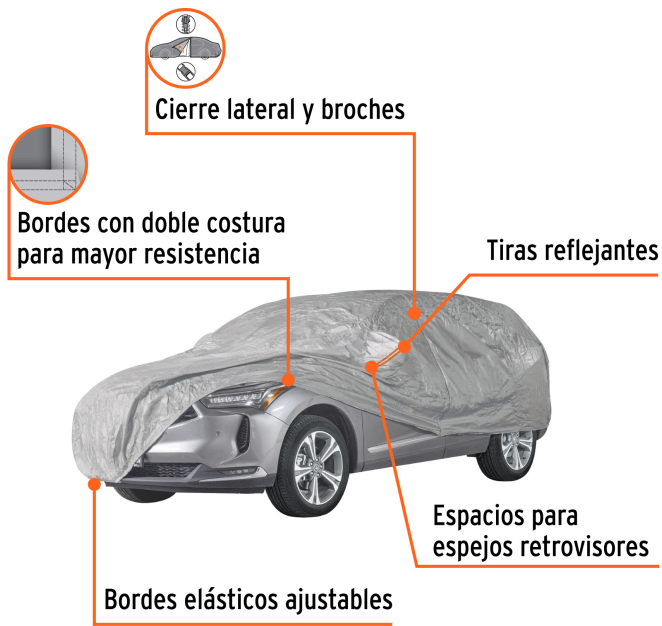 Cierre lateral y broches
Bordes con doble costura
para mayor resistencia
Tiras reflejantes
Espacios para
espejos retrovisores
Bordes elásticos ajustables